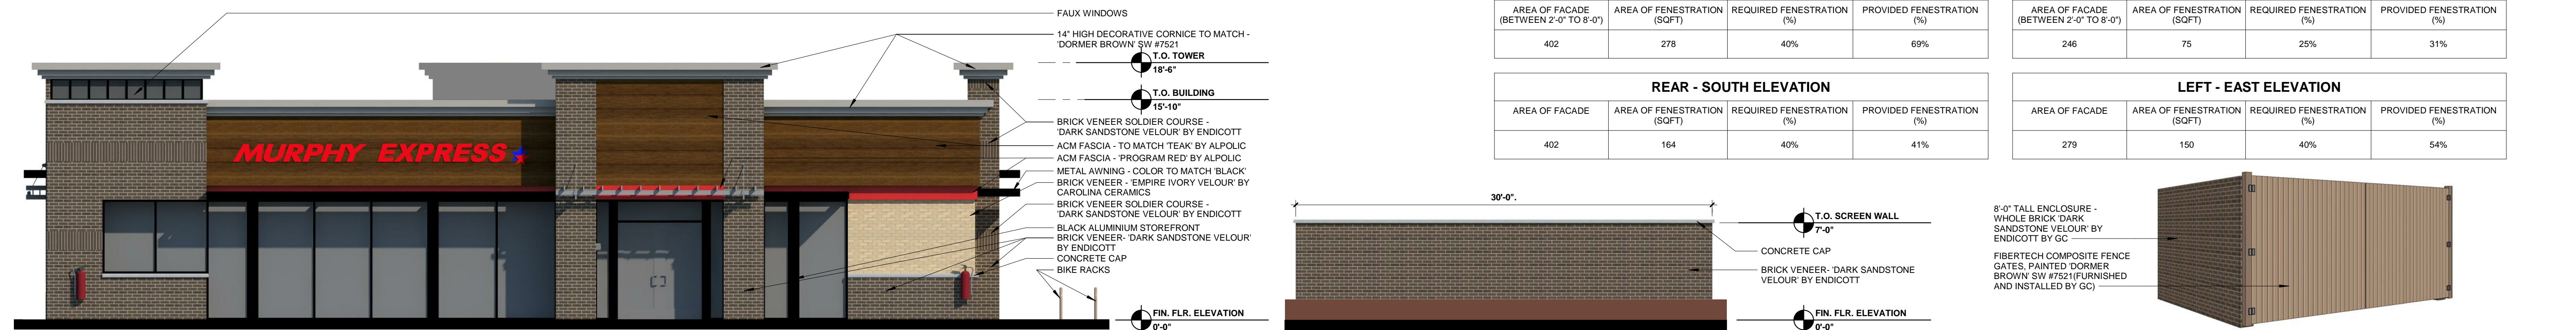 FAUX WINDOWS
14" HIGH DECORATIVE CORNICE TO MATCH -
'DORMER BROWN' SW #7521
T.O. TOWER
18'-6"
T.O. BUILDING
15'-10"
BRICK VENEER SOLDIER COURSE -
'DARK SANDSTONE VELOUR' BY ENDICOTT
ACM FASCIA - TO MATCH 'TEAK' BY ALPOLIC
ACM FASCIA - 'PROGRAM RED' BY ALPOLIC
METAL AWNING - COLOR TO MATCH 'BLACK'
BRICK VENEER - 'EMPIRE IVORY VELOUR' BY
CAROLINA CERAMICS
BRICK VENEER SOLDIER COURSE -
'DARK SANDSTONE VELOUR' BY ENDICOTT
BLACK ALUMINIUM STOREFRONT
BRICK VENEER- 'DARK SANDSTONE VELOUR'
BY ENDICOTT
CONCRETE CAP
BIKE RACKS
FIN. FLR. ELEVATION
0'-0"
MURPHY EXPRESS
30'-0".
T.O. SCREEN WALL
7'-0"
CONCRETE CAP
BRICK VENEER- 'DARK SANDSTONE
VELOUR' BY ENDICOTT
FIN. FLR. ELEVATION
0'-0"
AREA OF FACADE
(BETWEEN 2'-0" TO 8'-0")
AREA OF FENESTRATION
(SQFT)
REQUIRED FENESTRATION
(%)
PROVIDED FENESTRATION
(%)
402
278
40%
69%
AREA OF FACADE
(BETWEEN 2'-0" TO 8'-0")
AREA OF FENESTRATION
(SQFT)
REQUIRED FENESTRATION
(%)
PROVIDED FENESTRATION
(%)
246
75
25%
31%
REAR - SOUTH ELEVATION
AREA OF FACADE
AREA OF FENESTRATION
(SQFT)
REQUIRED FENESTRATION
(%)
PROVIDED FENESTRATION
(%)
402
164
40%
41%
LEFT - EAST ELEVATION
AREA OF FACADE
AREA OF FENESTRATION
(SQFT)
REQUIRED FENESTRATION
(%)
PROVIDED FENESTRATION
(%)
279
150
40%
54%
8'-0" TALL ENCLOSURE -
WHOLE BRICK 'DARK
SANDSTONE VELOUR' BY
ENDICOTT BY GC
FIBERTECH COMPOSITE FENCE
GATES, PAINTED 'DORMER
BROWN' SW #7521(FURNISHED
AND INSTALLED BY GC)